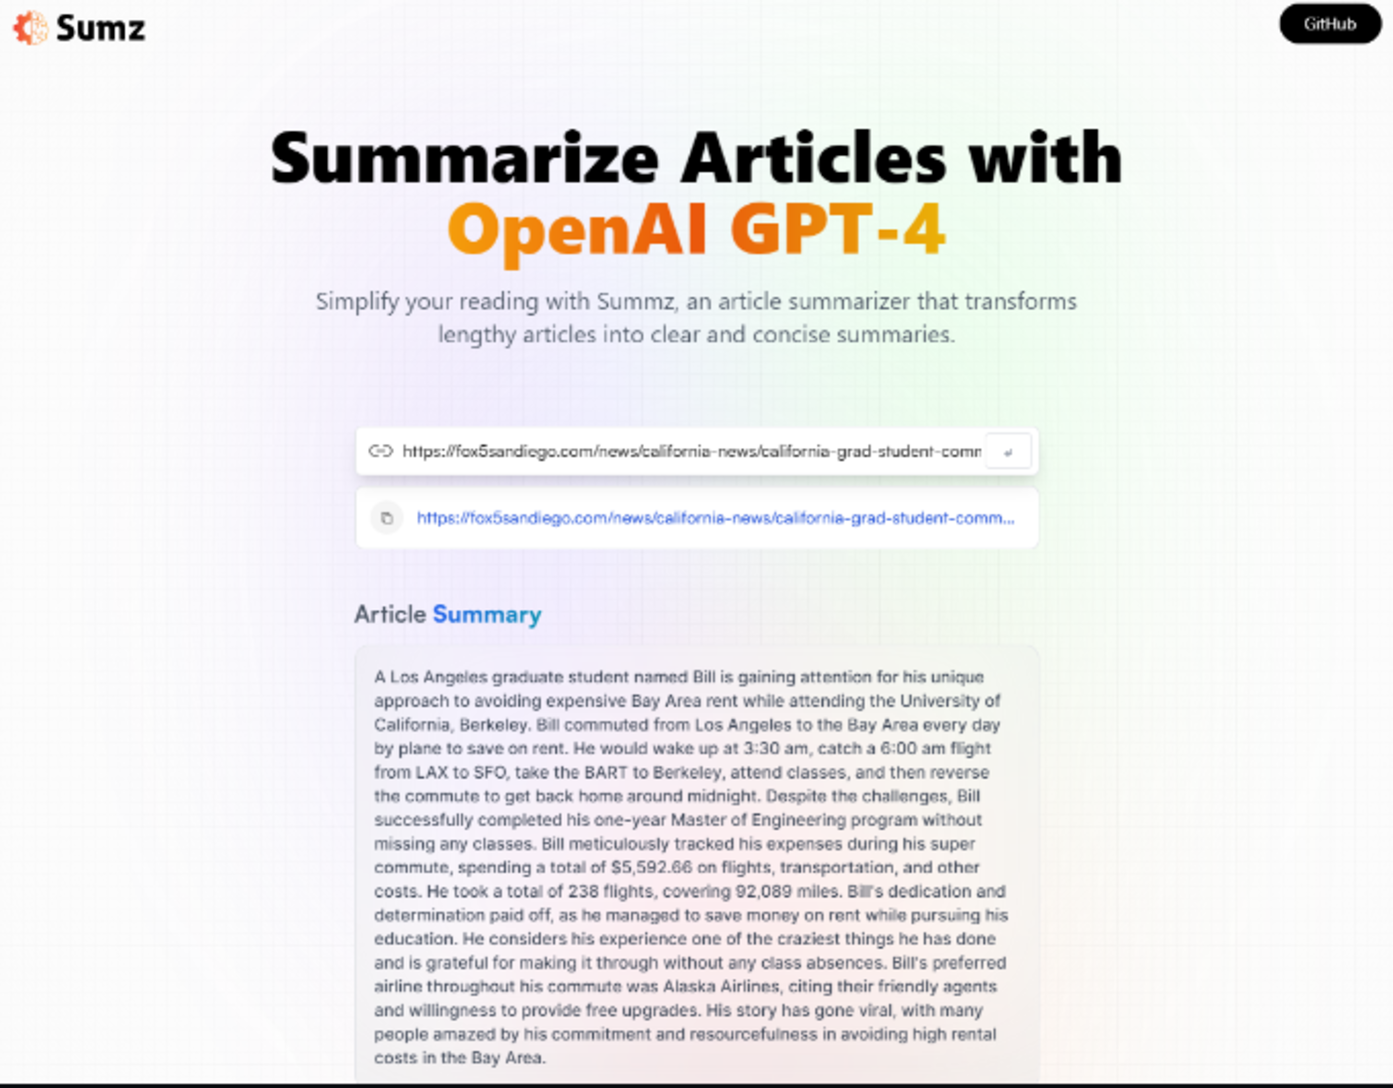 Sumz
GitHub
Summarize Articles with
OpenAI GPT-4
Simplify your reading with Summz, an article summarizer that transforms
lengthy articles into clear and concise summaries.
https://fox5sandiego.com/news/california-news/california-grad-student-comm
https://fox5sandiego.com/news/california-news/california-grad-student-comm...
Article Summary
A Los Angeles graduate student named Bill is gaining attention for his unique
approach to avoiding expensive Bay Area rent while attending the University of
California, Berkeley. Bill commuted from Los Angeles to the Bay Area every day
by plane to save on rent. He would wake up at 3:30 am, catch a 6:00 am flight
from LAX to SFO, take the BART to Berkeley, attend classes, and then reverse
the commute to get back home around midnight. Despite the challenges, Bill
successfully completed his one-year Master of Engineering program without
missing any classes. Bill meticulously tracked his expenses during his super
commute, spending a total of $5,592.66 on flights, transportation, and other
costs. He took a total of 238 flights, covering 92,089 miles. Bill's dedication and
determination paid off, as he managed to save money on rent while pursuing his
education. He considers his experience one of the craziest things he has done
and is grateful for making it through without any class absences. Bill's preferred
airline throughout his commute was Alaska Airlines, citing their friendly agents
and willingness to provide free upgrades. His story has gone viral, with many
people amazed by his commitment and resourcefulness in avoiding high rental
costs in the Bay Area.